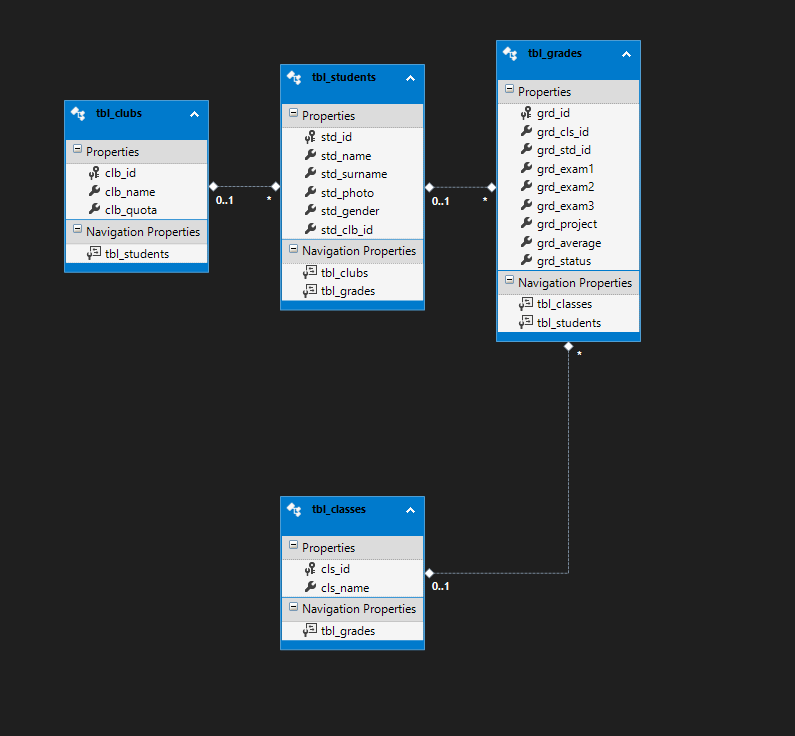 tbl_clubs
Properties
clb_id
clb_name
clb_quota
Navigation Properties
tbl_students
0..1
*
tbl_students
Properties
std_id
std_name
std_surname
std_photo
std_gender
std_clb_id
Navigation Properties
tbl_clubs
tbl_grades
0..1
*
tbl_grades
Properties
grd_id
grd_cls_id
grd_std_id
grd_exam1
grd_exam2
grd_exam3
grd_project
grd_average
grd_status
Navigation Properties
tbl_classes
tbl_students
*
tbl_classes
Properties
cls_id
cls_name
Navigation Properties
tbl_grades
0..1